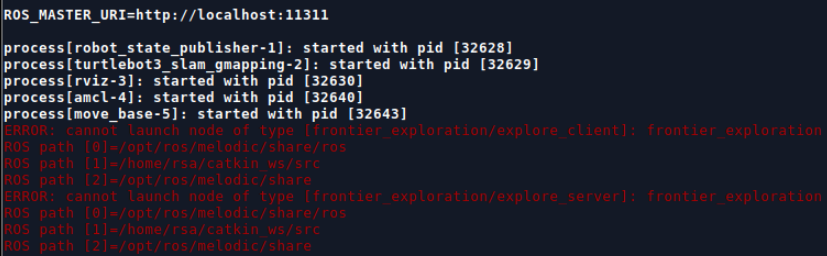 ROS_MASTER_URI=http://localhost:11311
process[robot_state_publisher-1]: started with pid [32628]
process[turtlebot3_slam_gmapping-2]: started with pid [32629]
process[rviz-3]: started with pid [32630]
process[amcl-4]: started with pid [32640]
process[move_base-5]: started with pid [32643]
ERROR: cannot launch node of type [frontier_exploration/explore_client]: frontier_exploration
ROS path [0]=/opt/ros/melodic/share/ros
ROS path [1]=/home/rsa/catkin_ws/src
ROS path [2]=/opt/ros/melodic/share
ERROR: cannot launch node of type [frontier_exploration/explore_server]: frontier_exploration
ROS path [0]=/opt/ros/melodic/share/ros
ROS path [1]=/home/rsa/catkin_ws/src
ROS path [2]=/opt/ros/melodic/share